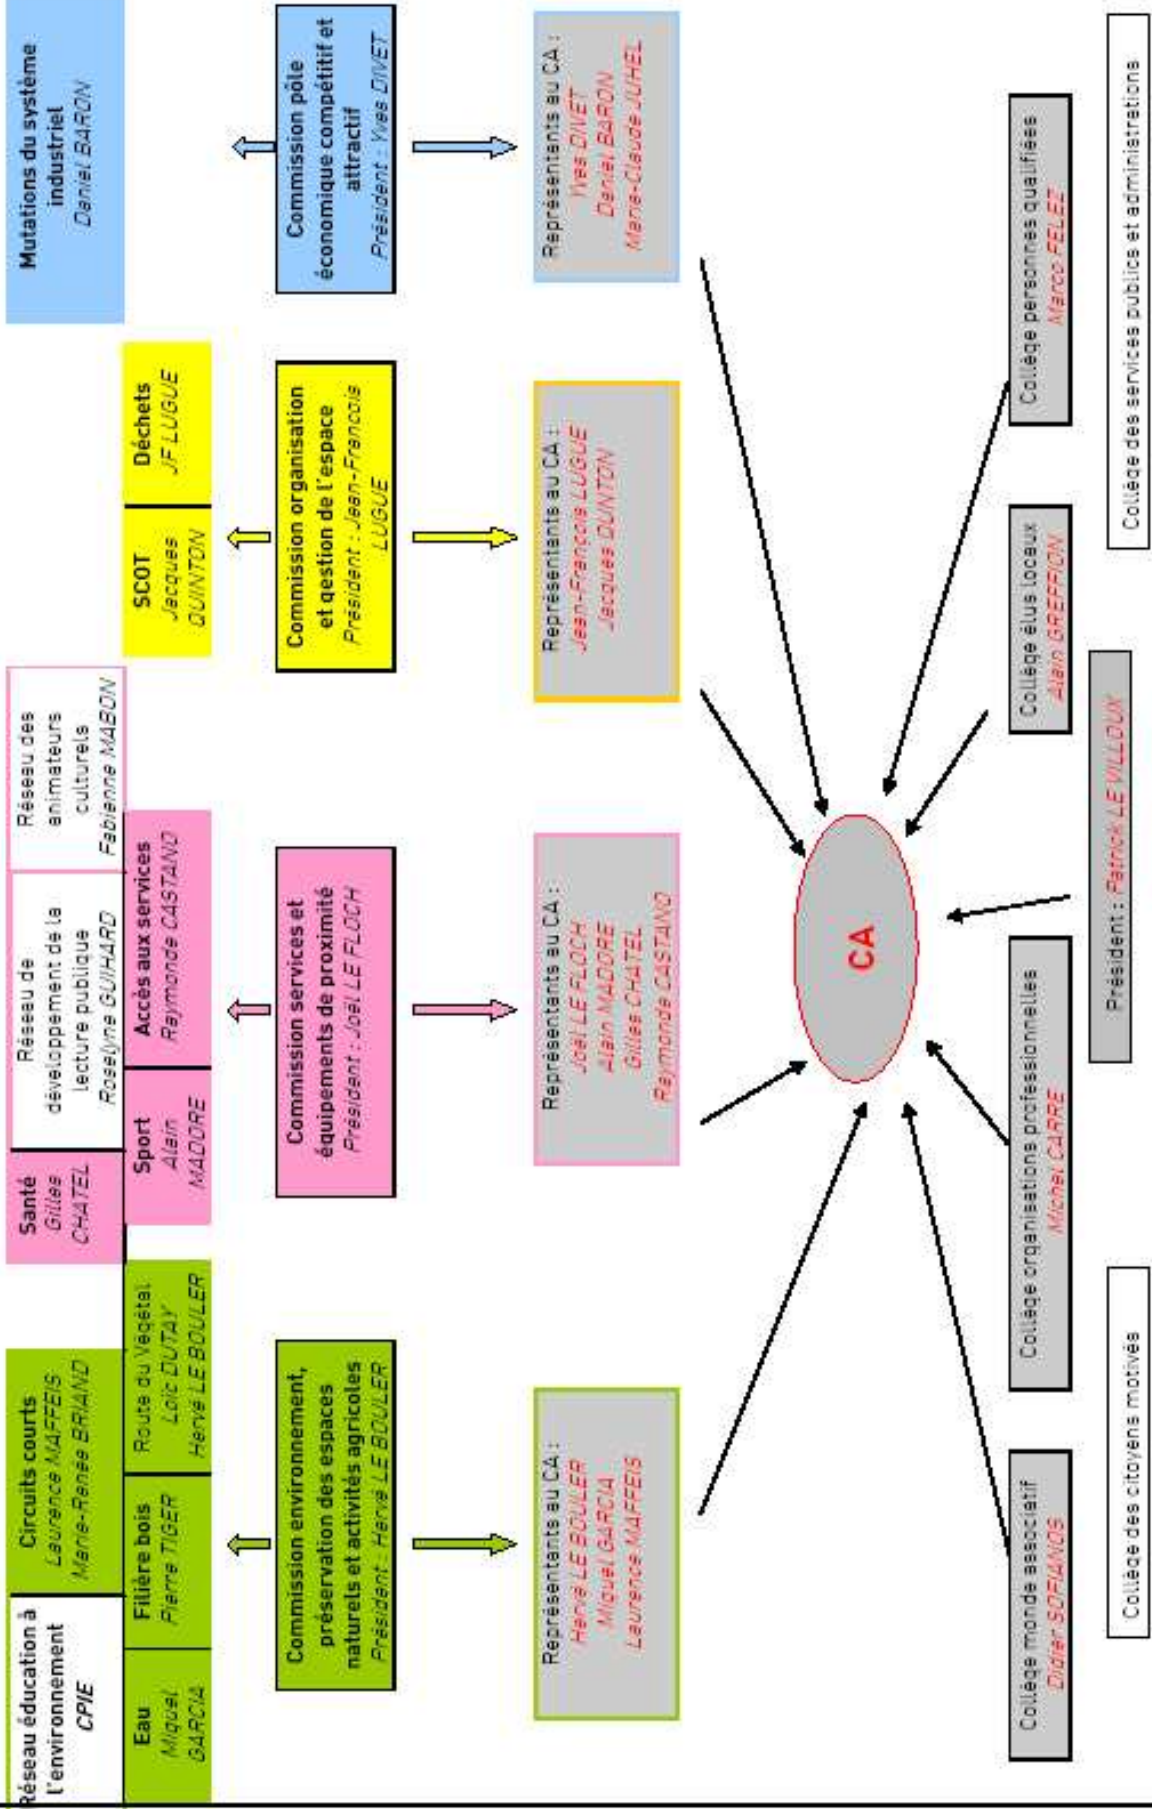 Réseau éducation à
l'environnement
CPIE
Circuits courts
Laurence MAFFEIS
Marie-Renée BRIAND
Santé
Gilles
CHATEL
Réseau de
développement de la
lecture publique
Roselyne GUIHARD
Réseau des
animateurs
culturels
Fabienne MABON
Mutations du système
industriel
Daniel BARON
Eau
Miguel
GARCIA
Filière bois
Pierre TIGER
Route du Végétal
Loïc DUTAY
Hervé LE BOULER
Sport
Alain
MADORE
Accès aux services
Raymonde CASTANO
SCOT
Jacques
QUINTON
Déchets
JF LUGUE
Commission environnement,
préservation des espaces
naturels et activités agricoles
Président : Hervé LE BOULER
Commission services et
équipements de proximité
Président : Joël LE FLOCH
Commission organisation
et gestion de l'espace
Président : Jean-François
LUGUE
Commission pôle
économique compétitif et
attractif
Président : Yves DIVET
Représentants au CA :
Hervé LE BOULER
Miguel GARCIA
Laurence MAFFEIS
Représentants au CA :
Joël LE FLOCH
Alain MADORE
Gilles CHATEL
Raymonde CASTANO
Représentants au CA :
Jean-François LUGUE
Jacques QUINTON
Représentants au CA :
Yves DIVET
Daniel BARON
Marie-Claude JUHEL
CA
Collège monde associatif
Didier SOFIANOS
Collège organisations professionnelles
Michel CARRE
Collège élus locaux
Alain GREFFION
Collège personnes qualifiées
Marco FELEZ
Président : Patrick LE VILLOUX
Collège des citoyens motivés
Collège des services publics et administrations